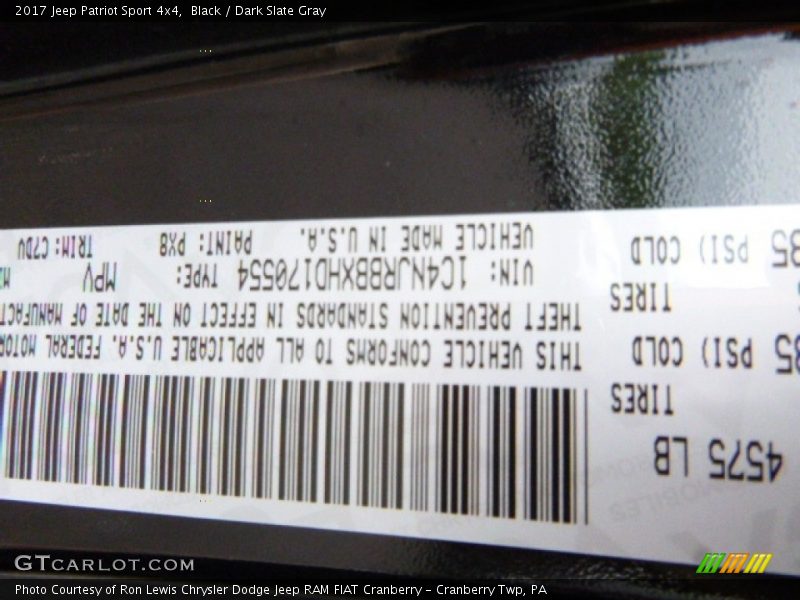 2017 Jeep Patriot Sport 4x4, Black / Dark Slate Gray
4575 LB
TIRES
PSI) COLD
TIRES
PSI) COLD
THIS VEHICLE CONFORMS TO ALL APPLICABLE U.S.A. FEDERAL MOTOR
THEFT PREVENTION STANDARDS IN EFFECT ON THE DATE OF MANUFACT
VIN: 1C4NJRBBXHD170554 TYPE: MPV
VEHICLE MADE IN U.S.A. PAINT: PX8 TRIM: C7DV
GTCARLOT.COM
Photo Courtesy of Ron Lewis Chrysler Dodge Jeep RAM FIAT Cranberry - Cranberry Twp, PA